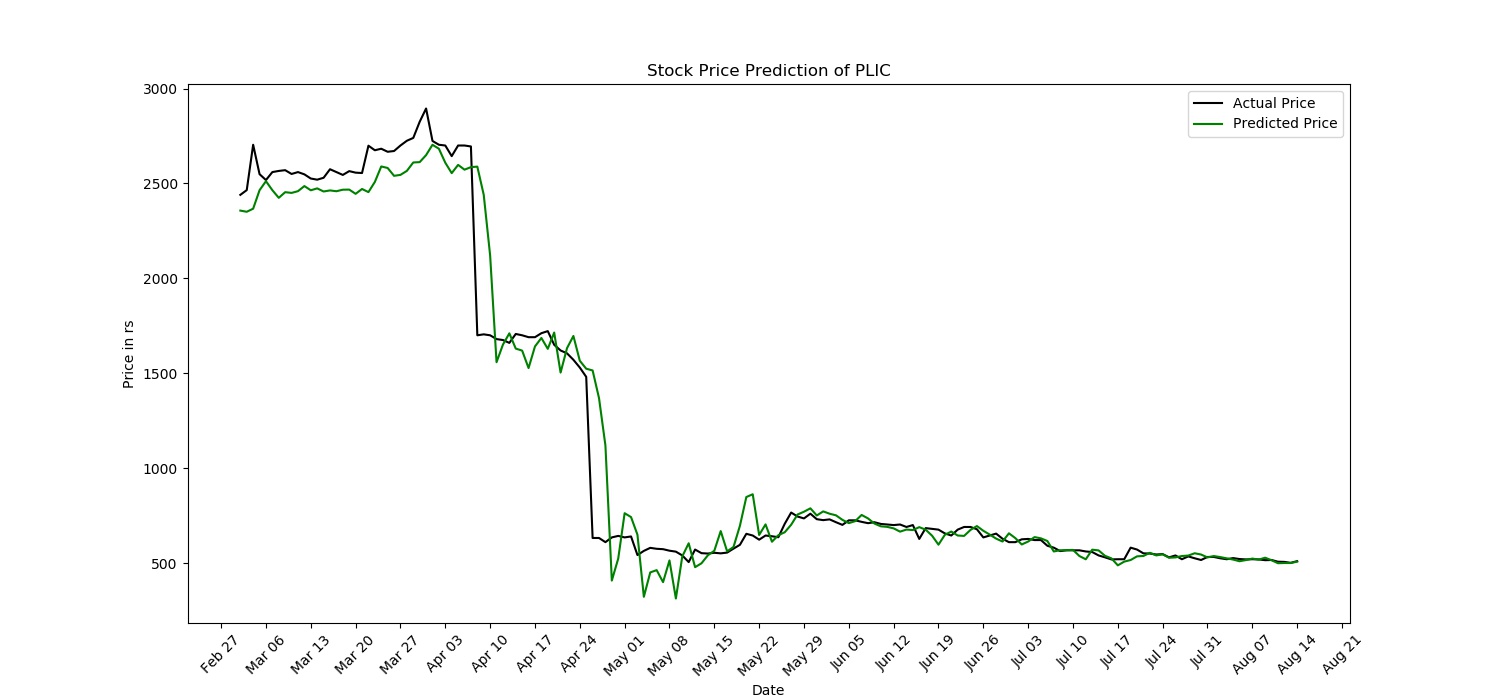 Stock Price Prediction of PLIC
Actual Price
Predicted Price
Price in rs
3000
2500
2000
1500
1000
500
Feb 27
Mar 06
Mar 13
Mar 20
Mar 27
Apr 03
Apr 10
Apr 17
Apr 24
May 01
May 08
May 15
May 22
May 29
Jun 05
Jun 12
Jun 19
Jun 26
Jul 03
Jul 10
Jul 17
Jul 24
Jul 31
Aug 07
Aug 14
Aug 21
Date